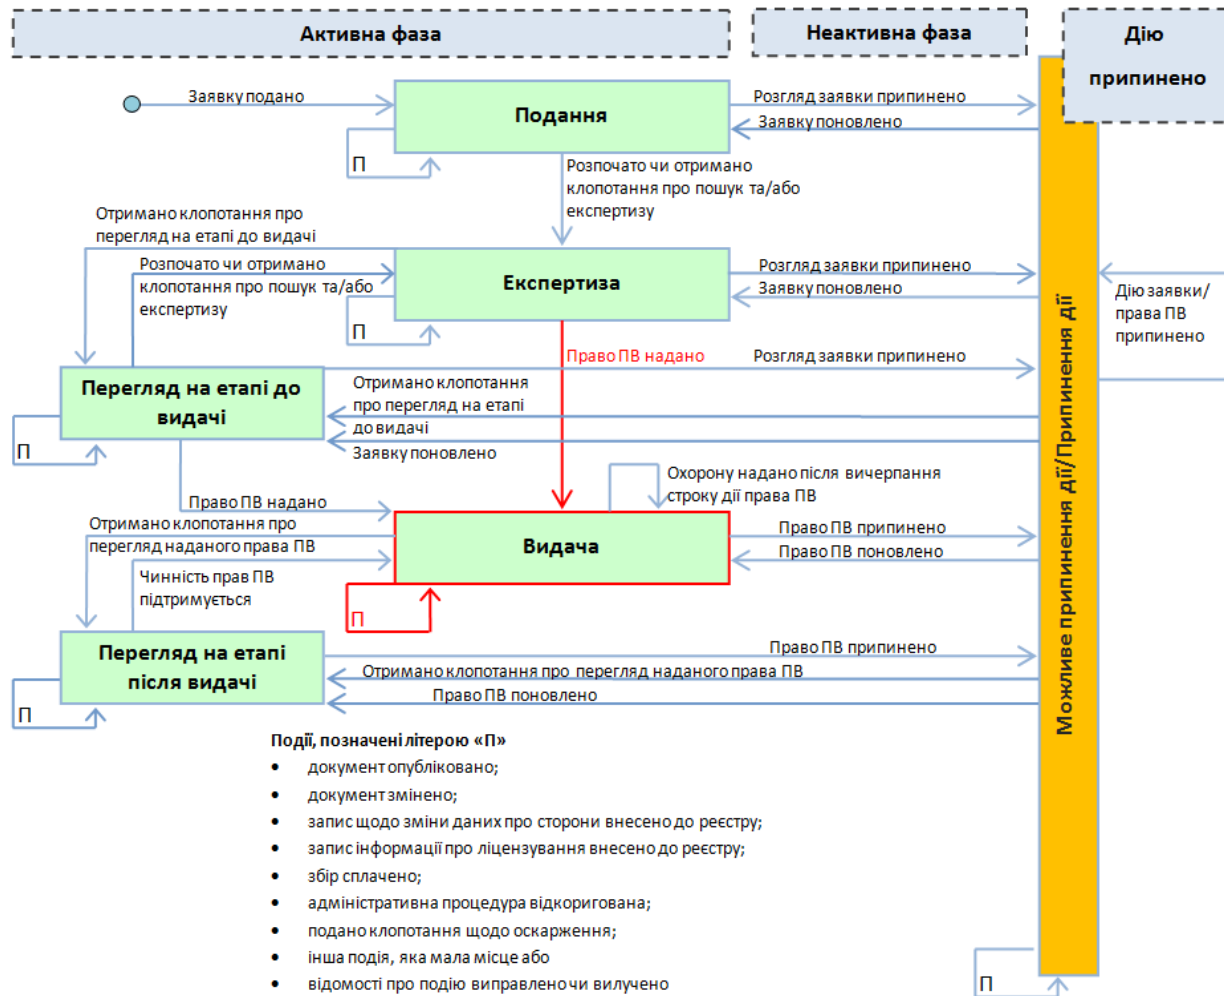 Активна фаза
Неактивна фаза
Дію
припинено
Заявку подано
Подання
Розгляд заявки припинено
Заявку поновлено
П
Розпочато чи отримано
клопотання про пошук та/або
експертизу
Отримано клопотання про
перегляд на етапі до видачі
Розпочато чи отримано
клопотання про пошук та/або
експертизу
Експертиза
Розгляд заявки припинено
Заявку поновлено
П
Дію заявки/
права ПВ
припинено
Право ПВ надано
Розгляд заявки припинено
Перегляд на етапі до
видачі
Отримано клопотання
про перегляд на етапі
до видачі
Заявку поновлено
П
Право ПВ надано
Охорону надано після вичерпання
строку дії права ПВ
Отримано клопотання про
перегляд наданого права ПВ
Видача
Право ПВ припинено
Право ПВ поновлено
Чинність прав ПВ
підтримується
П
Перегляд на етапі
після видачі
Право ПВ припинено
Отримано клопотання про перегляд наданого права ПВ
Право ПВ поновлено
П
Можливе припинення дії/Припинення дії
Події, позначені літерою «П»
• документ опубліковано;
• документ змінено;
• запис щодо зміни даних про сторони внесено до реєстру;
• запис інформації про ліцензування внесено до реєстру;
• збір сплачено;
• адміністративна процедура відкоригована;
• подано клопотання щодо оскарження;
• інша подія, яка мала місце або
• відомості про подію виправлено чи вилучено
П